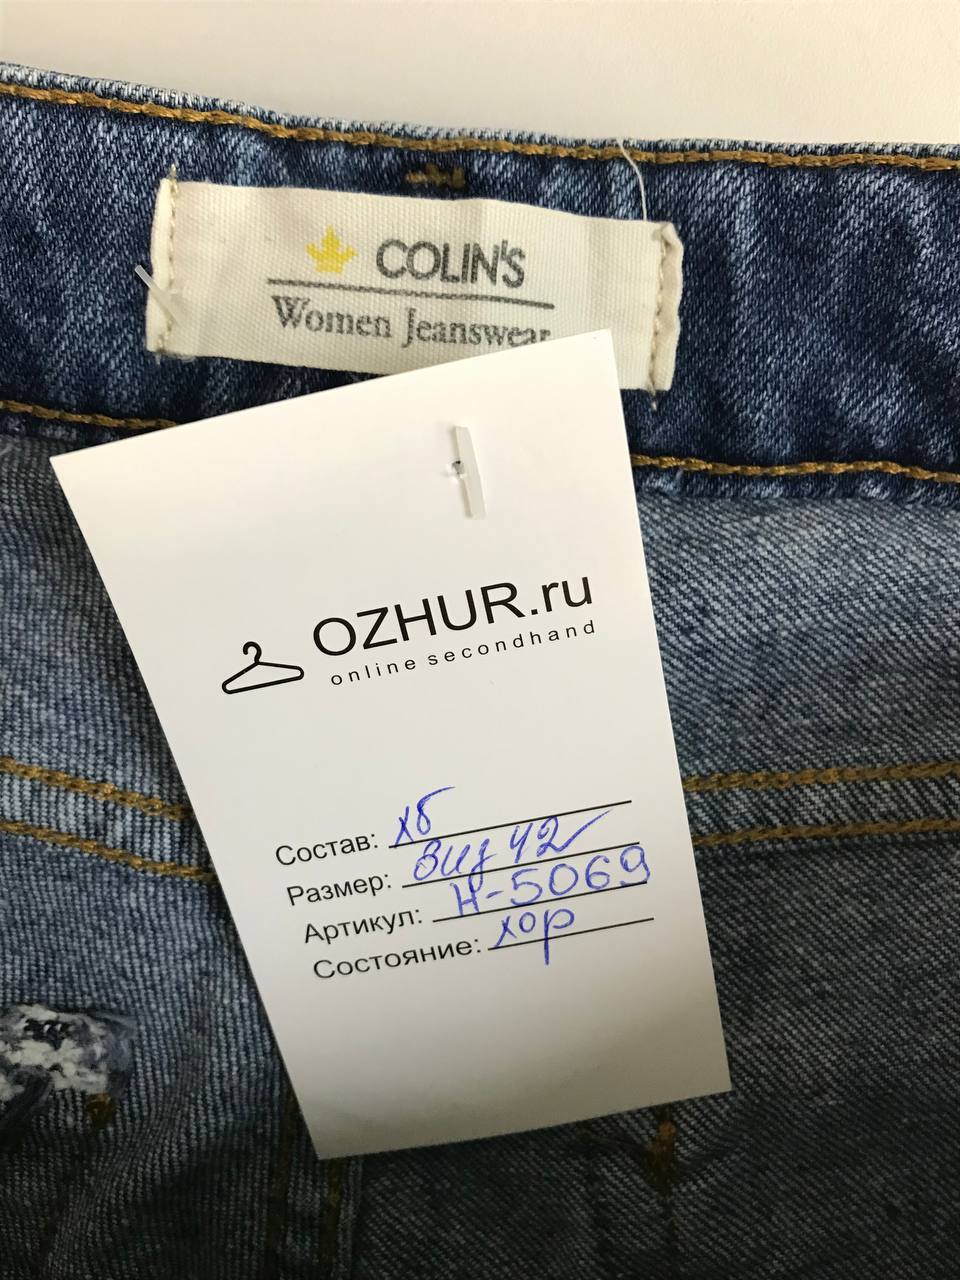 COLIN'S
Women Jeanswear
OZHUR.ru
online secondhand
Состав: хб
Размер: виз 42
Артикул: Н-5069
Состояние: хор